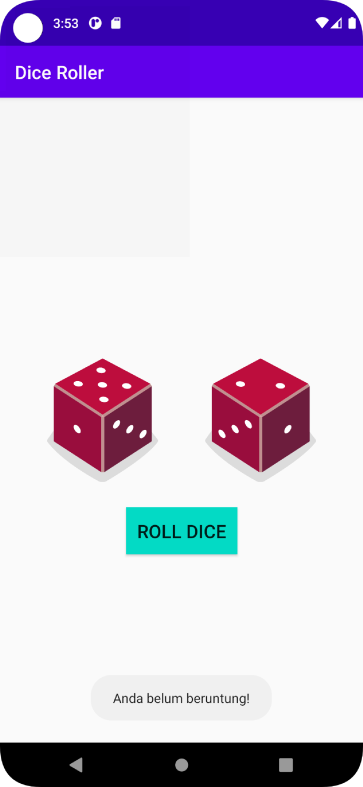 3:53
Dice Roller
ROLL DICE
Anda belum beruntung!